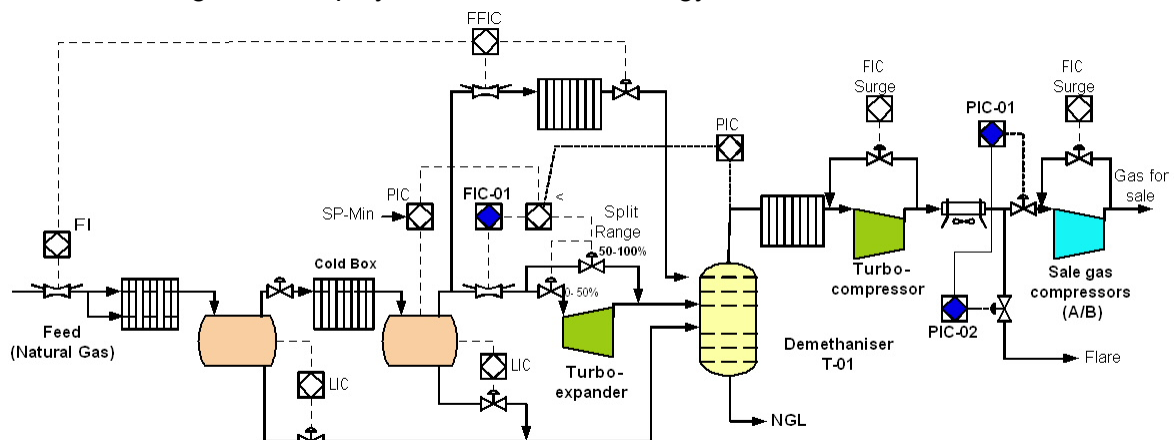 FFIC
FIC
Surge
FIC
Surge
PIC-01
PIC
Gas for
sale
PIC
FIC-01
<
Split
Range
SP-Min
50-100%
FI
Cold Box
0- 50%
Feed
(Natural Gas)
Turbo-
compressor
Sale gas
compressors
(A/B)
PIC-02
Demethaniser
T-01
Flare
Turbo-
expander
LIC
LIC
NGL